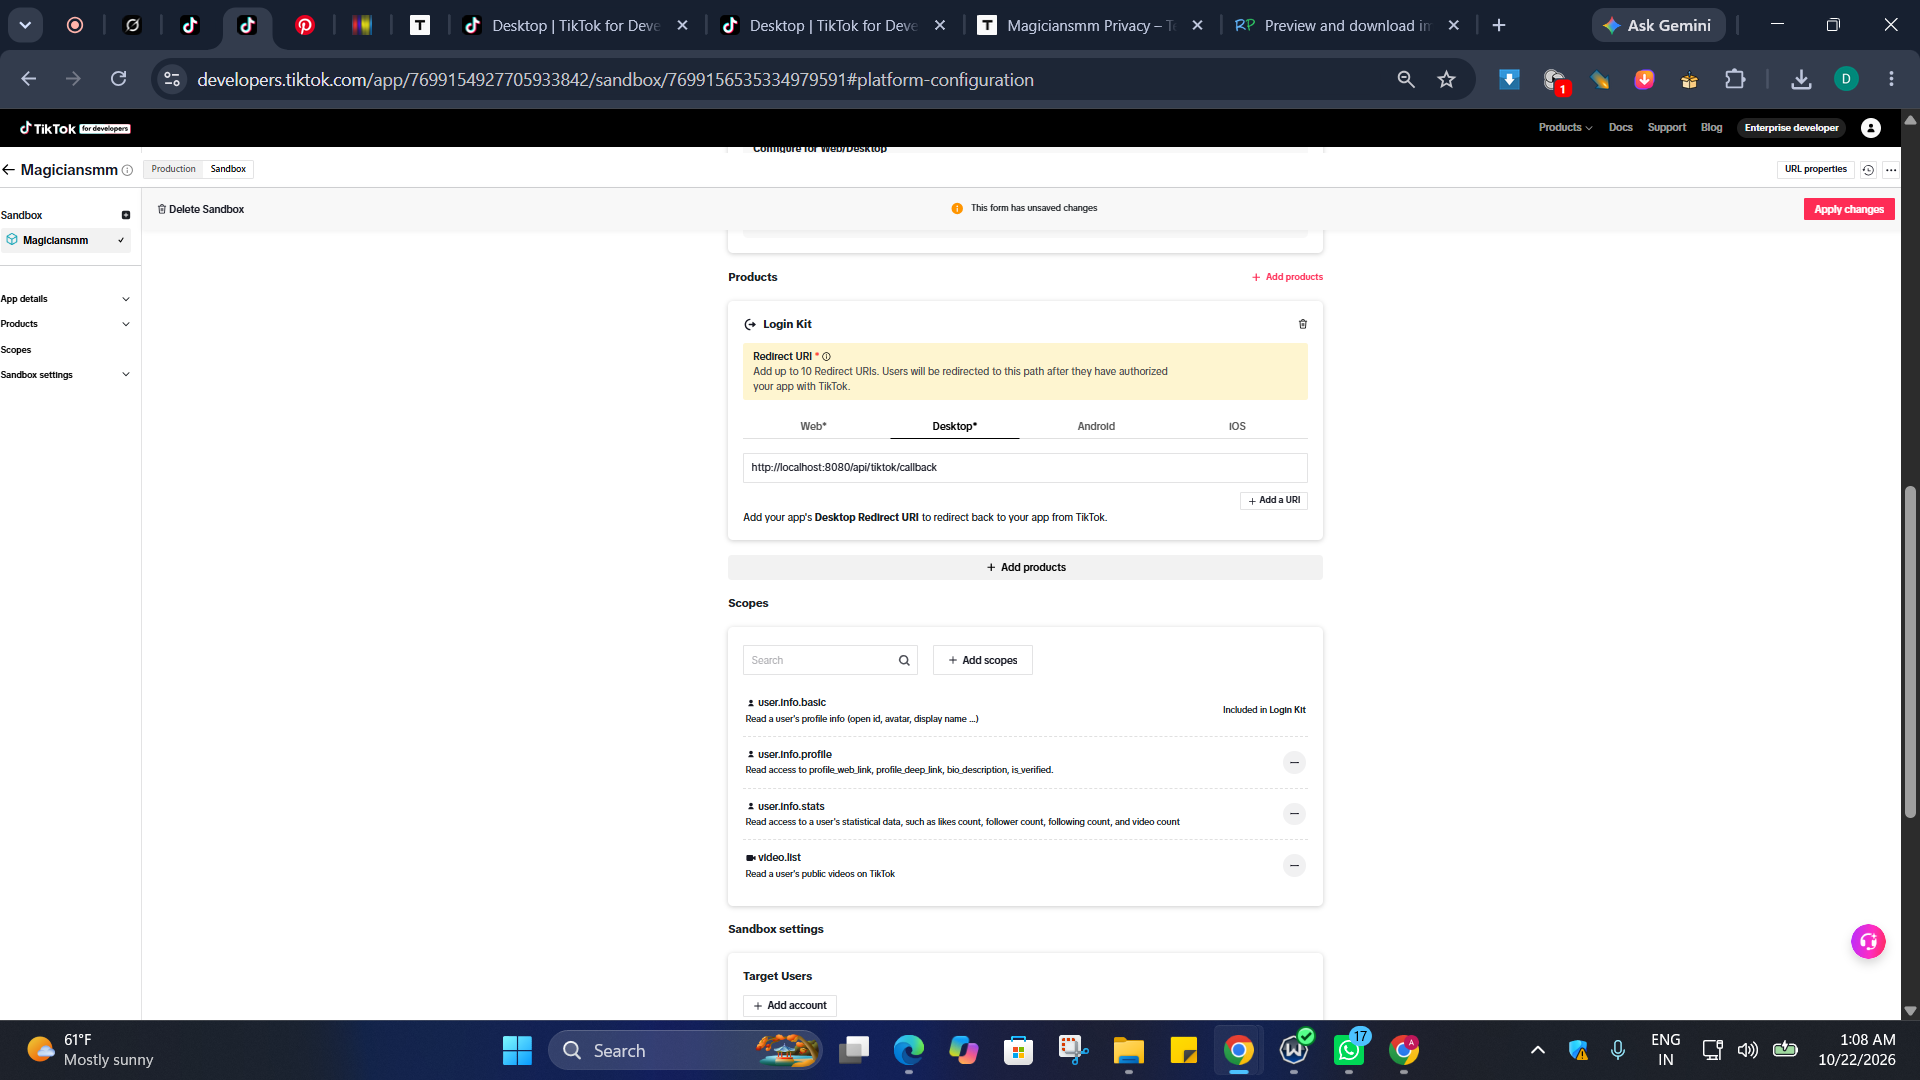 Desktop | TikTok for Deve
Desktop | TikTok for Deve
Magiciansmm Privacy – Te
Preview and download im
Ask Gemini
developers.tiktok.com/app/7699154927705933842/sandbox/7699156535334979591#platform-configuration
1
D
TikTok for Developers
Products
Docs
Support
Blog
Enterprise developer
Configure for Web/Desktop
Magiciansmm
Production
Sandbox
URL properties
Sandbox
Delete Sandbox
This form has unsaved changes
Apply changes
Magiciansmm
Products
+ Add products
App details
Products
Scopes
Sandbox settings
Login Kit
Redirect URI *
Add up to 10 Redirect URIs. Users will be redirected to this path after they have authorized
your app with TikTok.
Web*
Desktop*
Android
iOS
http://localhost:8080/api/tiktok/callback
+ Add a URI
Add your app's Desktop Redirect URI to redirect back to your app from TikTok.
+ Add products
Scopes
Search
+ Add scopes
user.info.basic
Read a user's profile info (open id, avatar, display name ...)
Included in Login Kit
user.info.profile
Read access to profile_web_link, profile_deep_link, bio_description, is_verified.
user.info.stats
Read access to a user's statistical data, such as likes count, follower count, following count, and video count
video.list
Read a user's public videos on TikTok
Sandbox settings
Target Users
+ Add account
61°F
Mostly sunny
Search
17
A
ENG
IN
1:08 AM
10/22/2026